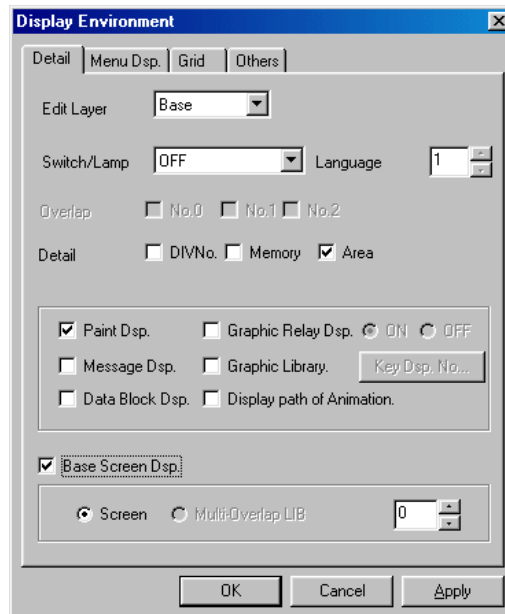 Display Environment
Detail Menu Dsp. Grid Others
Edit Layer Base
Switch/Lamp OFF Language 1
Overlap No.0 No.1 No.2
Detail DIVNo. Memory Area
Paint Dsp. Graphic Relay Dsp. ON OFF
Message Dsp. Graphic Library. Key Dsp. No...
Data Block Dsp. Display path of Animation.
Base Screen Dsp.
Screen Multi-Overlap LIB 0
OK Cancel Apply